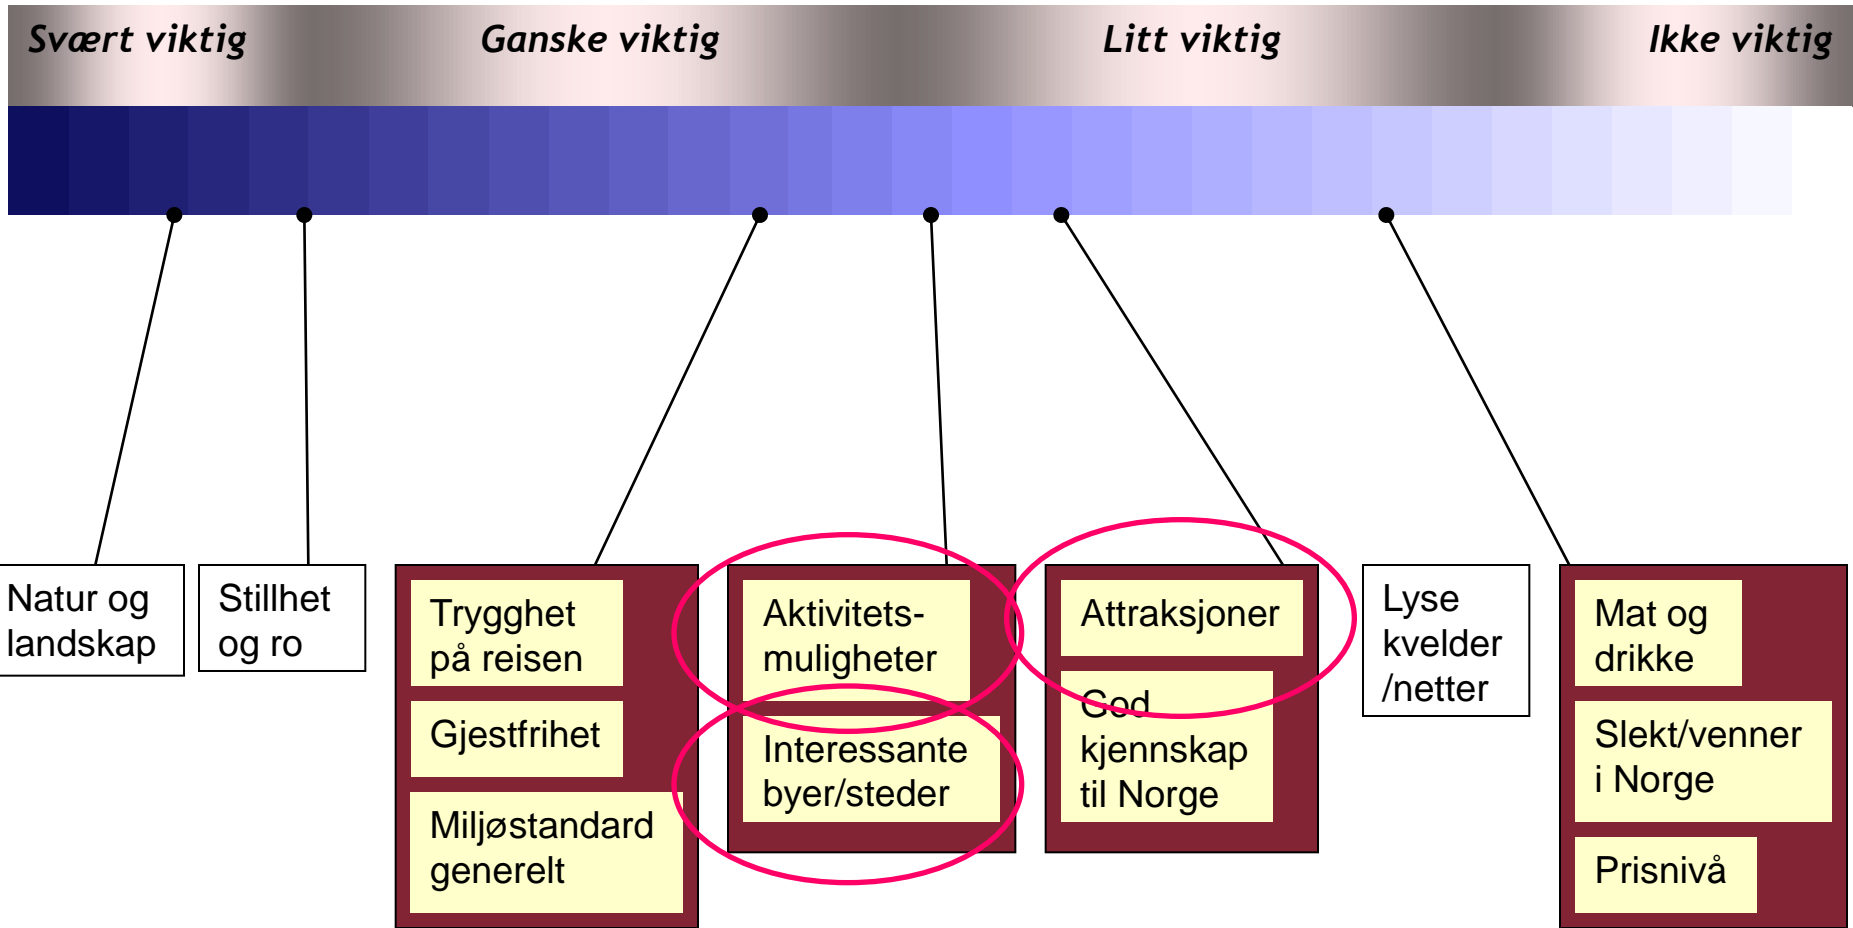 Svært viktig
Ganske viktig
Litt viktig
Ikke viktig
Natur og
landskap
Stillhet
og ro
Trygghet
på reisen
Gjestfrihet
Miljøstandard
generelt
Aktivitets-
muligheter
Interessante
byer/steder
Attraksjoner
God
kjennskap
til Norge
Lyse
kvelder
/netter
Mat og
drikke
Slekt/venner
i Norge
Prisnivå